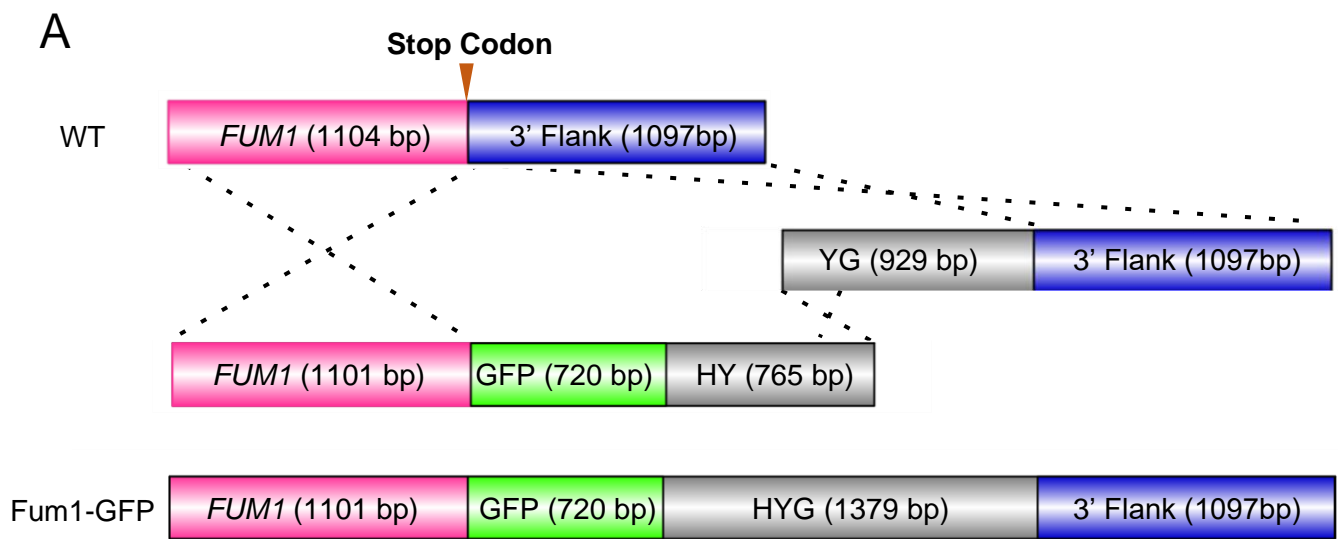 A
Stop Codon
WT
FUM1 (1104 bp)
3’ Flank (1097bp)
YG (929 bp)
3’ Flank (1097bp)
FUM1 (1101 bp)
GFP (720 bp)
HY (765 bp)
Fum1-GFP
FUM1 (1101 bp)
GFP (720 bp)
HYG (1379 bp)
3’ Flank (1097bp)